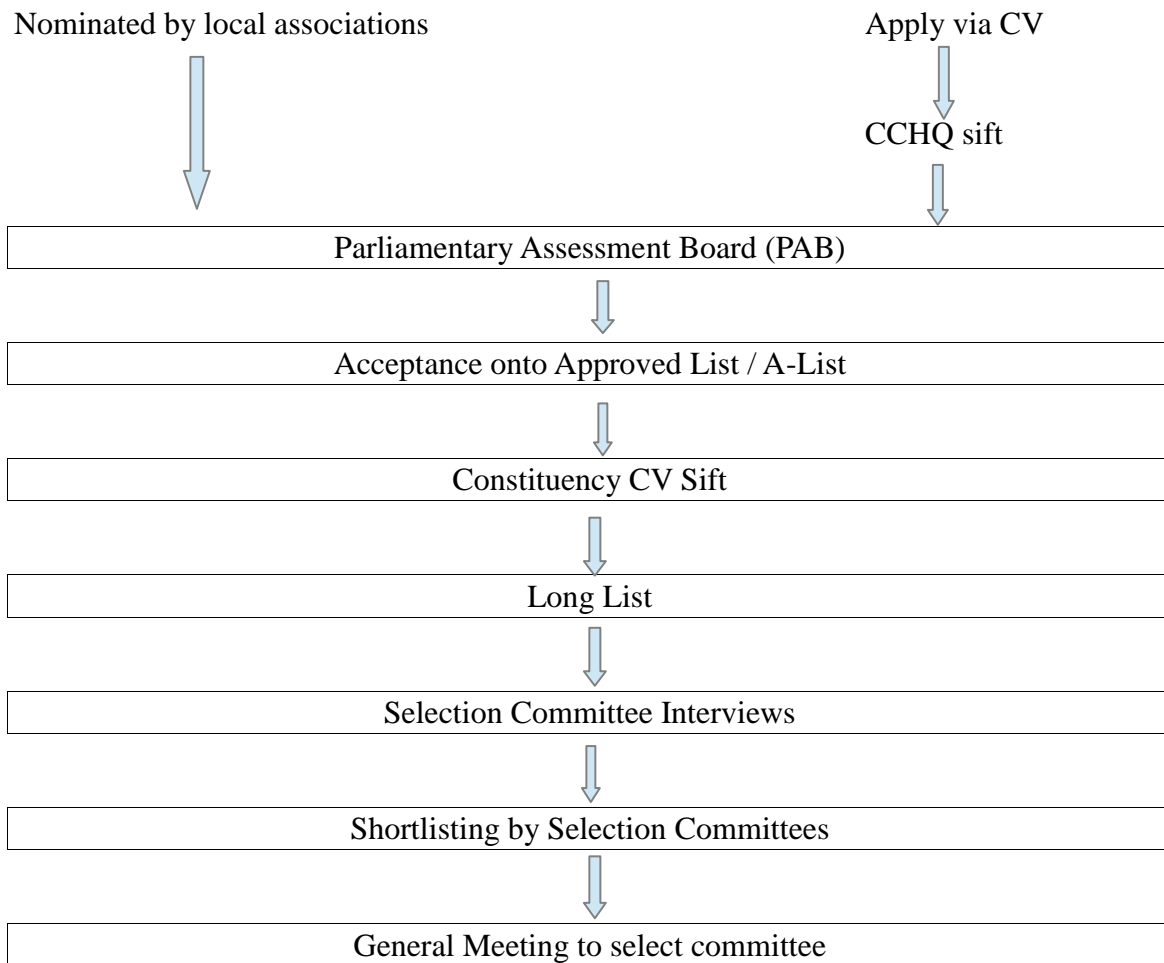 Nominated by local associations
Apply via CV
CCHQ sift
Parliamentary Assessment Board (PAB)
Acceptance onto Approved List / A-List
Constituency CV Sift
Long List
Selection Committee Interviews
Shortlisting by Selection Committees
General Meeting to select committee